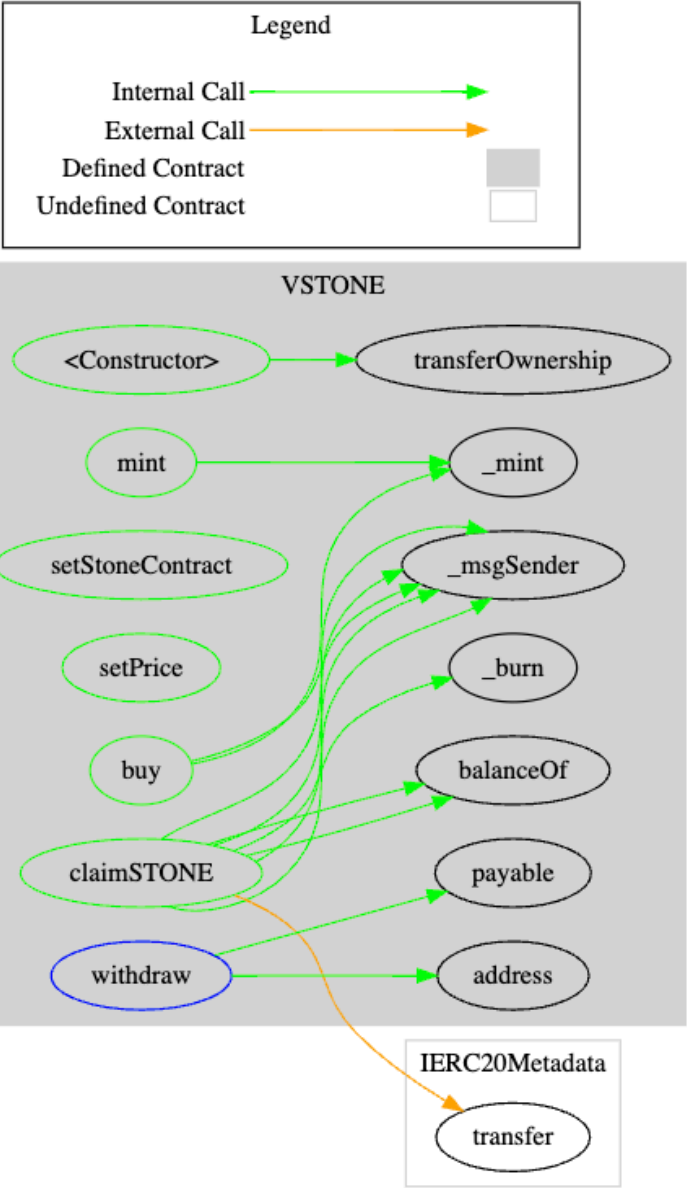 Legend
Internal Call
External Call
Defined Contract
Undefined Contract
VSTONE
<Constructor> transferOwnership
mint _mint
setStoneContract _msgSender
setPrice _burn
buy balanceOf
claimSTONE payable
withdraw address
IERC20Metadata
transfer